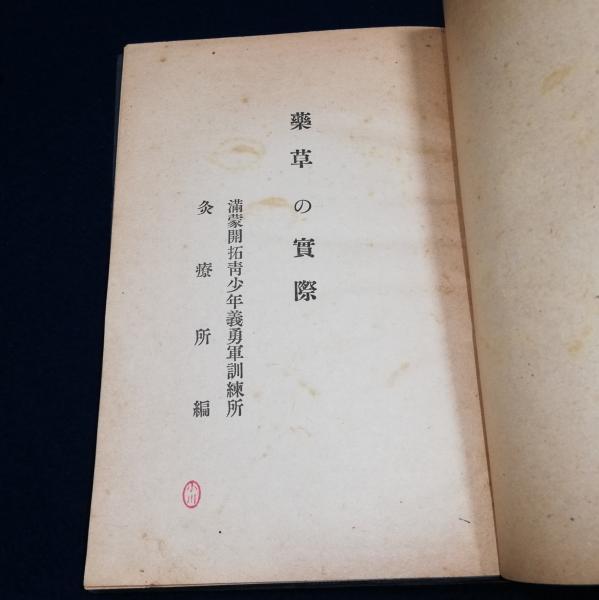 藥草の實際
滿蒙開拓靑少年義勇軍訓練所
灸療所編
小川